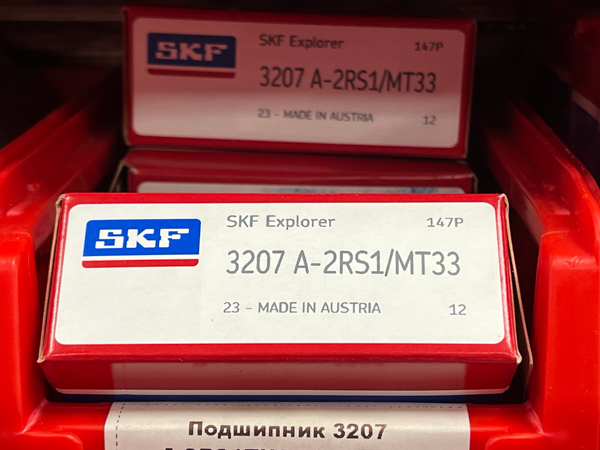 SKF
SKF Explorer 147P
3207 A-2RS1/MT33
23 - MADE IN AUSTRIA 12
SKF
SKF Explorer 147P
3207 A-2RS1/MT33
23 - MADE IN AUSTRIA 12
Подшипник 3207